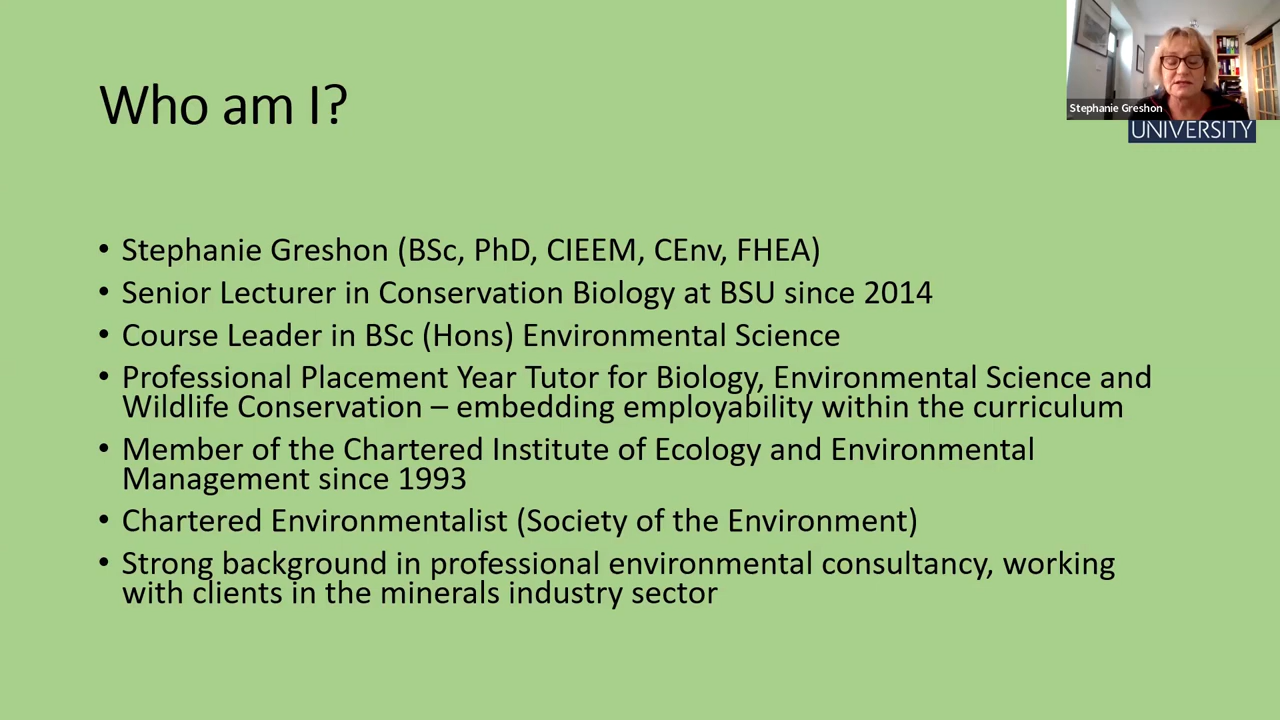 Who am I?
Stephanie Greshon
UNIVERSITY
• Stephanie Greshon (BSc, PhD, CIEEM, CEnv, FHEA)
• Senior Lecturer in Conservation Biology at BSU since 2014
• Course Leader in BSc (Hons) Environmental Science
• Professional Placement Year Tutor for Biology, Environmental Science and
Wildlife Conservation – embedding employability within the curriculum
• Member of the Chartered Institute of Ecology and Environmental
Management since 1993
• Chartered Environmentalist (Society of the Environment)
• Strong background in professional environmental consultancy, working
with clients in the minerals industry sector